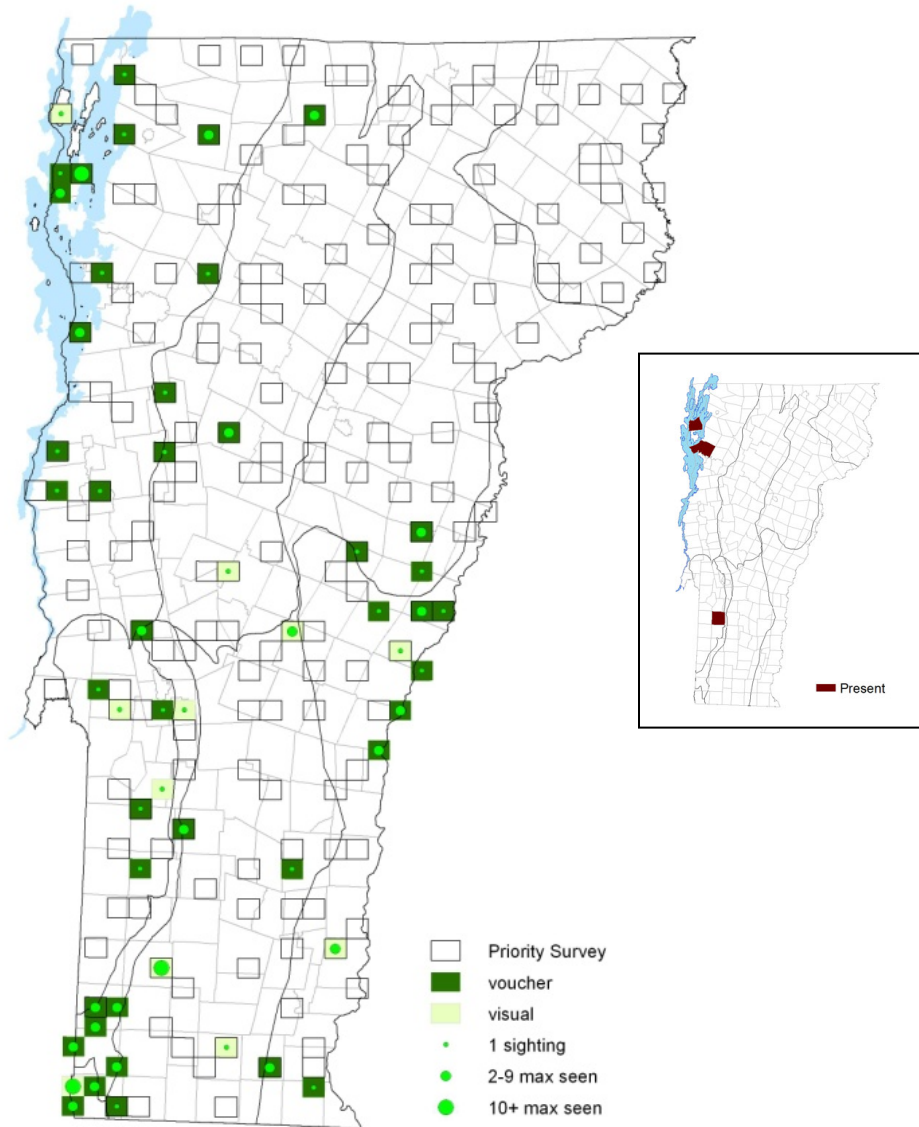 Present
Priority Survey
voucher
visual
1 sighting
2-9 max seen
10+ max seen